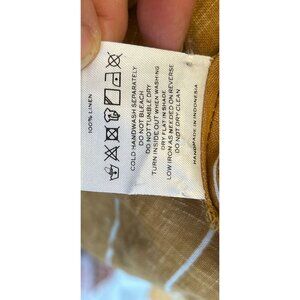 100% LINEN
COLD HANDWASH SEPARATELY
DO NOT BLEACH
DO NOT TUMBLE DRY
TURN INSIDE OUT WHEN WASHING
DRY FLAT IN SHADE
LOW IRON AS NEEDED ON REVERSE
DO NOT DRY CLEAN
HANDMADE IN INDONESIA